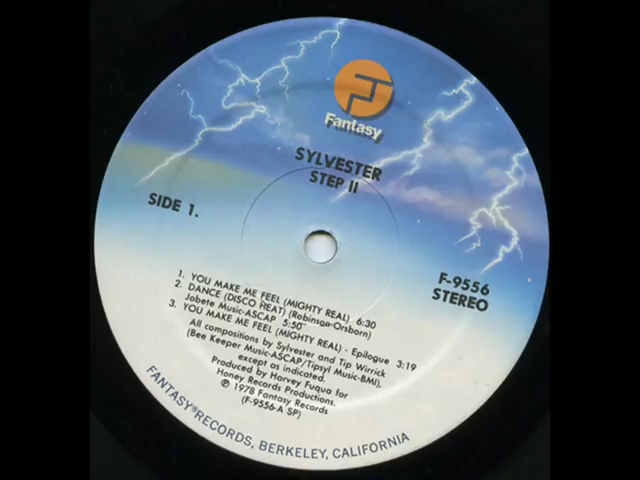 Fantasy
SYLVESTER
STEP II
SIDE 1.
F-9556
STEREO
1. YOU MAKE ME FEEL (MIGHTY REAL) 6:30
2. DANCE (DISCO HEAT) (Robinson-Orsborn)
Jobete Music-ASCAP 5:50
3. YOU MAKE ME FEEL (MIGHTY REAL) - Epilogue 3:19
All compositions by Sylvester and Tip Wirrick
(Bee Keeper Music-ASCAP/Tipsyl Music-BMI),
except as indicated.
Produced by Harvey Fuqua for
Honey Records Productions.
℗ 1978 Fantasy Records
(F-9556-A SP)
FANTASY® RECORDS, BERKELEY, CALIFORNIA